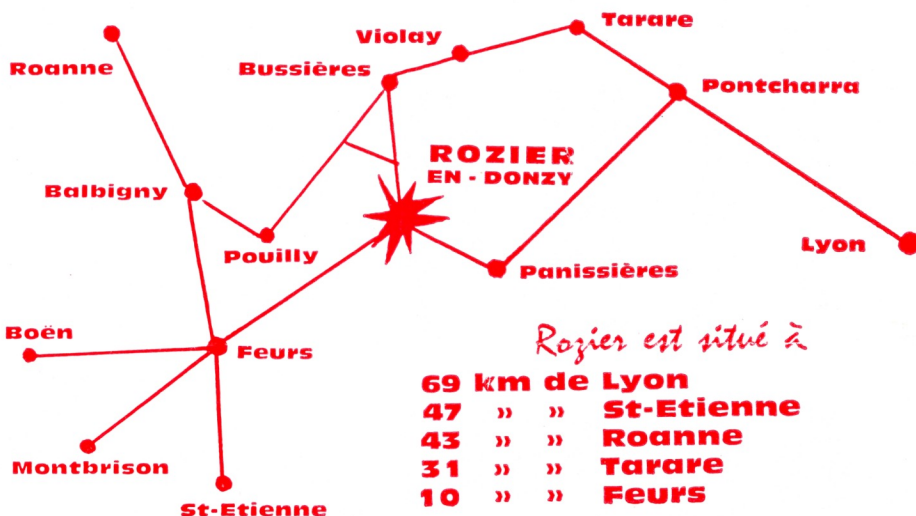 Tarare
Violay
Roanne
Bussières
Pontcharra
ROZIER
EN - DONZY
Balbigny
Pouilly
Lyon
Panissières
Boën
Feurs
Montbrison
St-Etienne
Rozier est situé à
69 km de Lyon
47 » » St-Etienne
43 » » Roanne
31 » » Tarare
10 » » Feurs